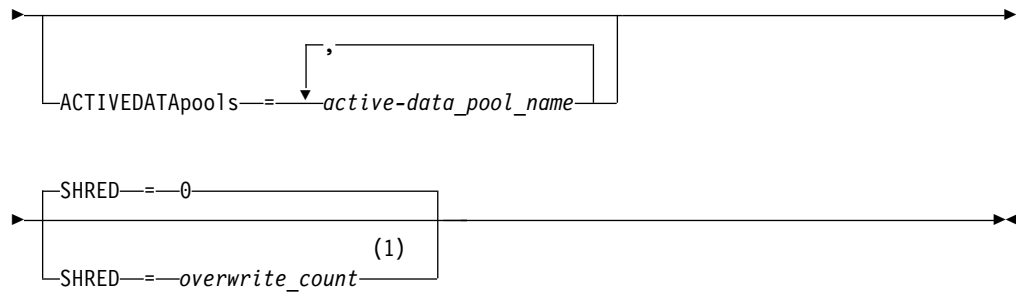 ,
ACTIVEDATApools = active-data_pool_name
SHRED = 0
(1)
SHRED = overwrite_count